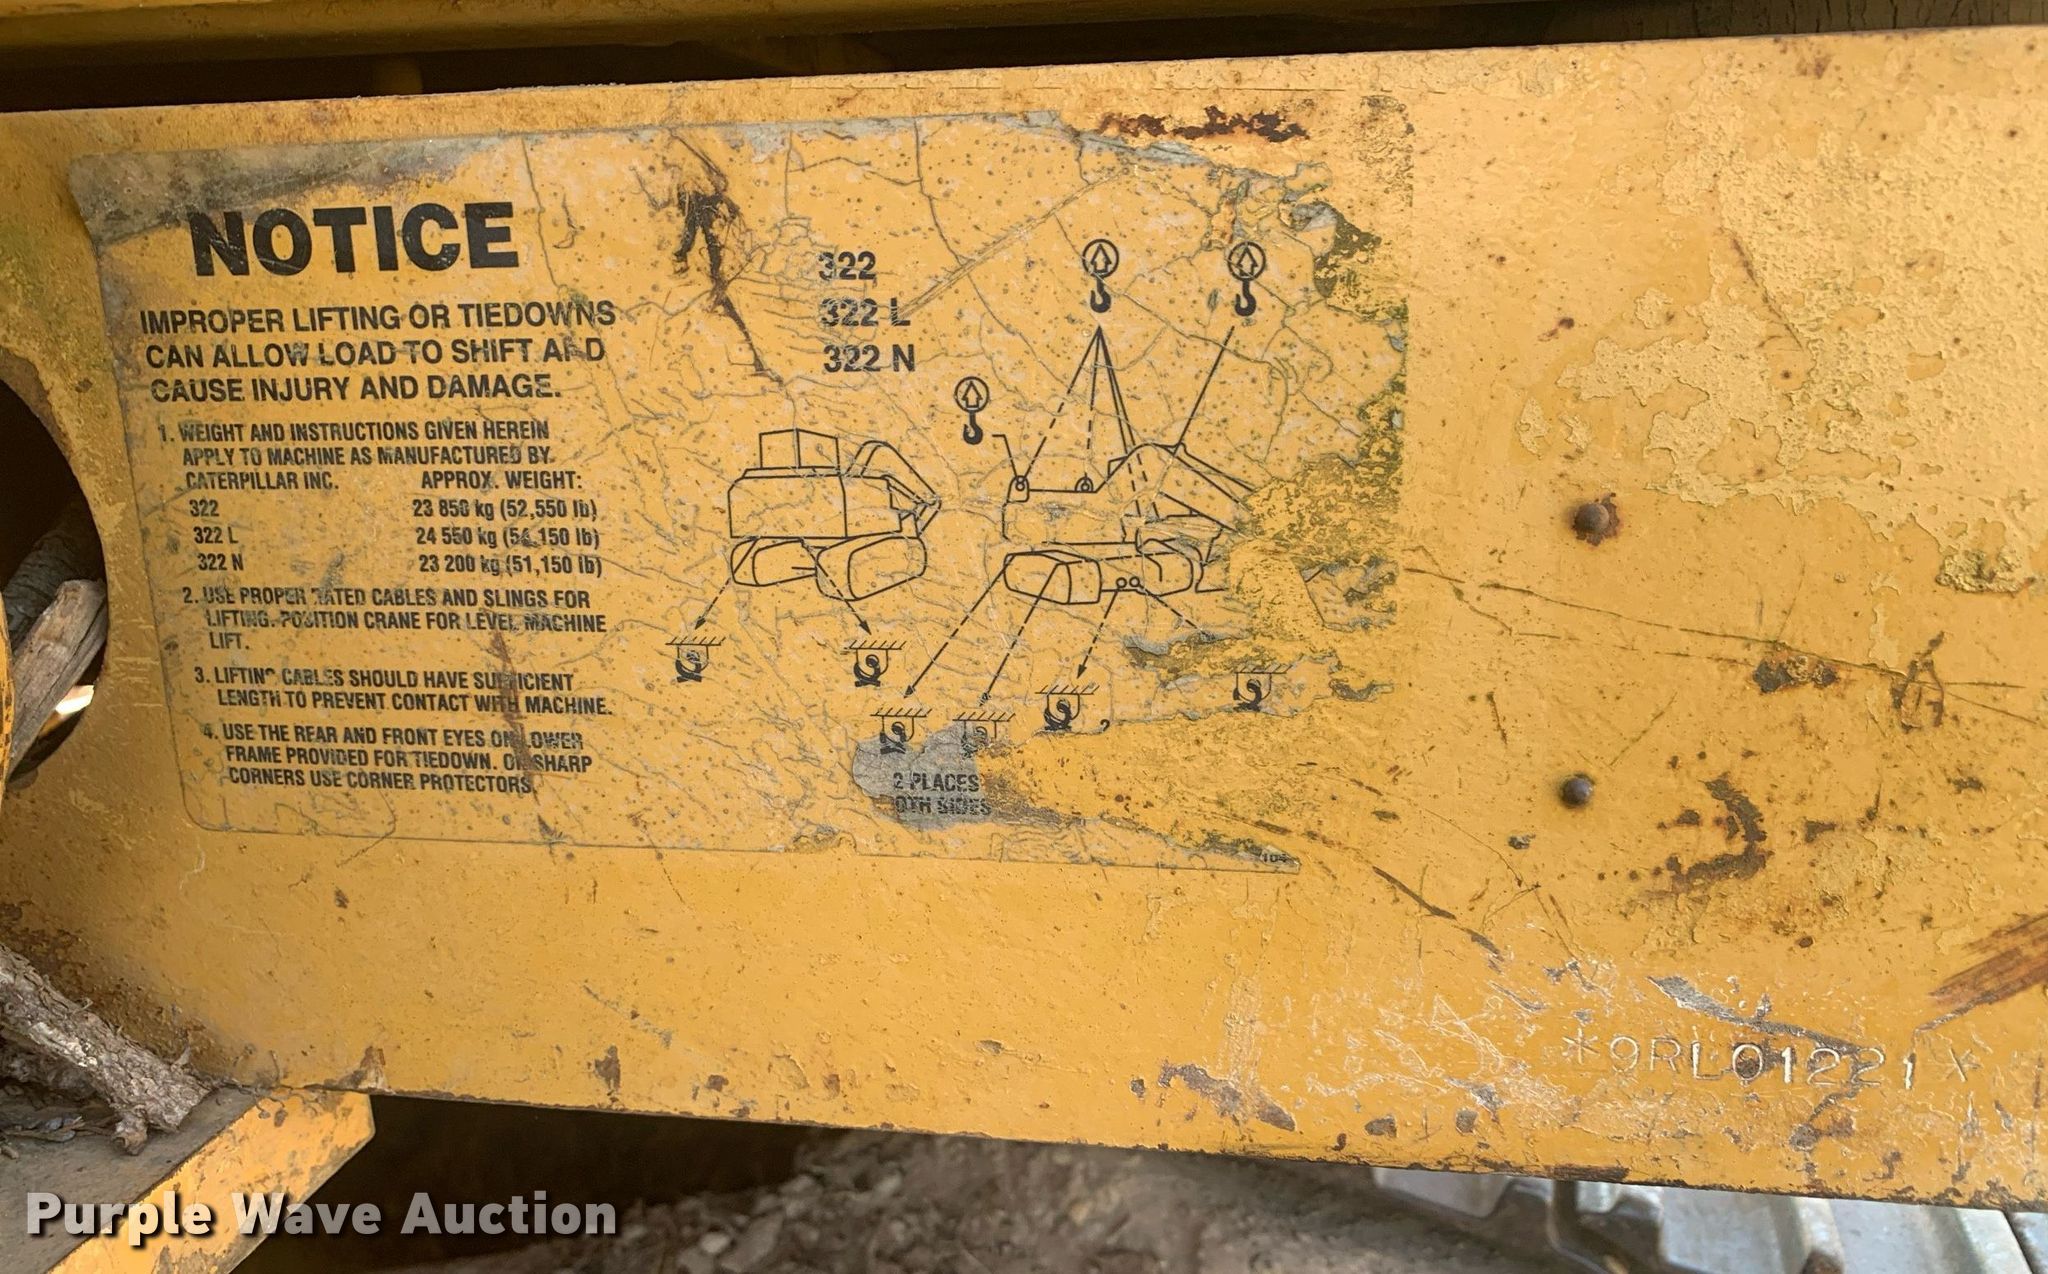 NOTICE
IMPROPER LIFTING OR TIEDOWNS
CAN ALLOW LOAD TO SHIFT AND
CAUSE INJURY AND DAMAGE.
1. WEIGHT AND INSTRUCTIONS GIVEN HEREIN
APPLY TO MACHINE AS MANUFACTURED BY.
CATERPILLAR INC. APPROX. WEIGHT:
322 23 850 kg (52,550 lb)
322 L 24 550 kg (54,150 lb)
322 N 23 200 kg (51,150 lb)
2. USE PROPER RATED CABLES AND SLINGS FOR
LIFTING. POSITION CRANE FOR LEVEL MACHINE
LIFT.
3. LIFTING CABLES SHOULD HAVE SUFFICIENT
LENGTH TO PREVENT CONTACT WITH MACHINE.
4. USE THE REAR AND FRONT EYES ON LOWER
FRAME PROVIDED FOR TIEDOWN. ON SHARP
CORNERS USE CORNER PROTECTORS.
322
322 L
322 N
2 PLACES
BOTH SIDES
*9RL01221*
Purple Wave Auction